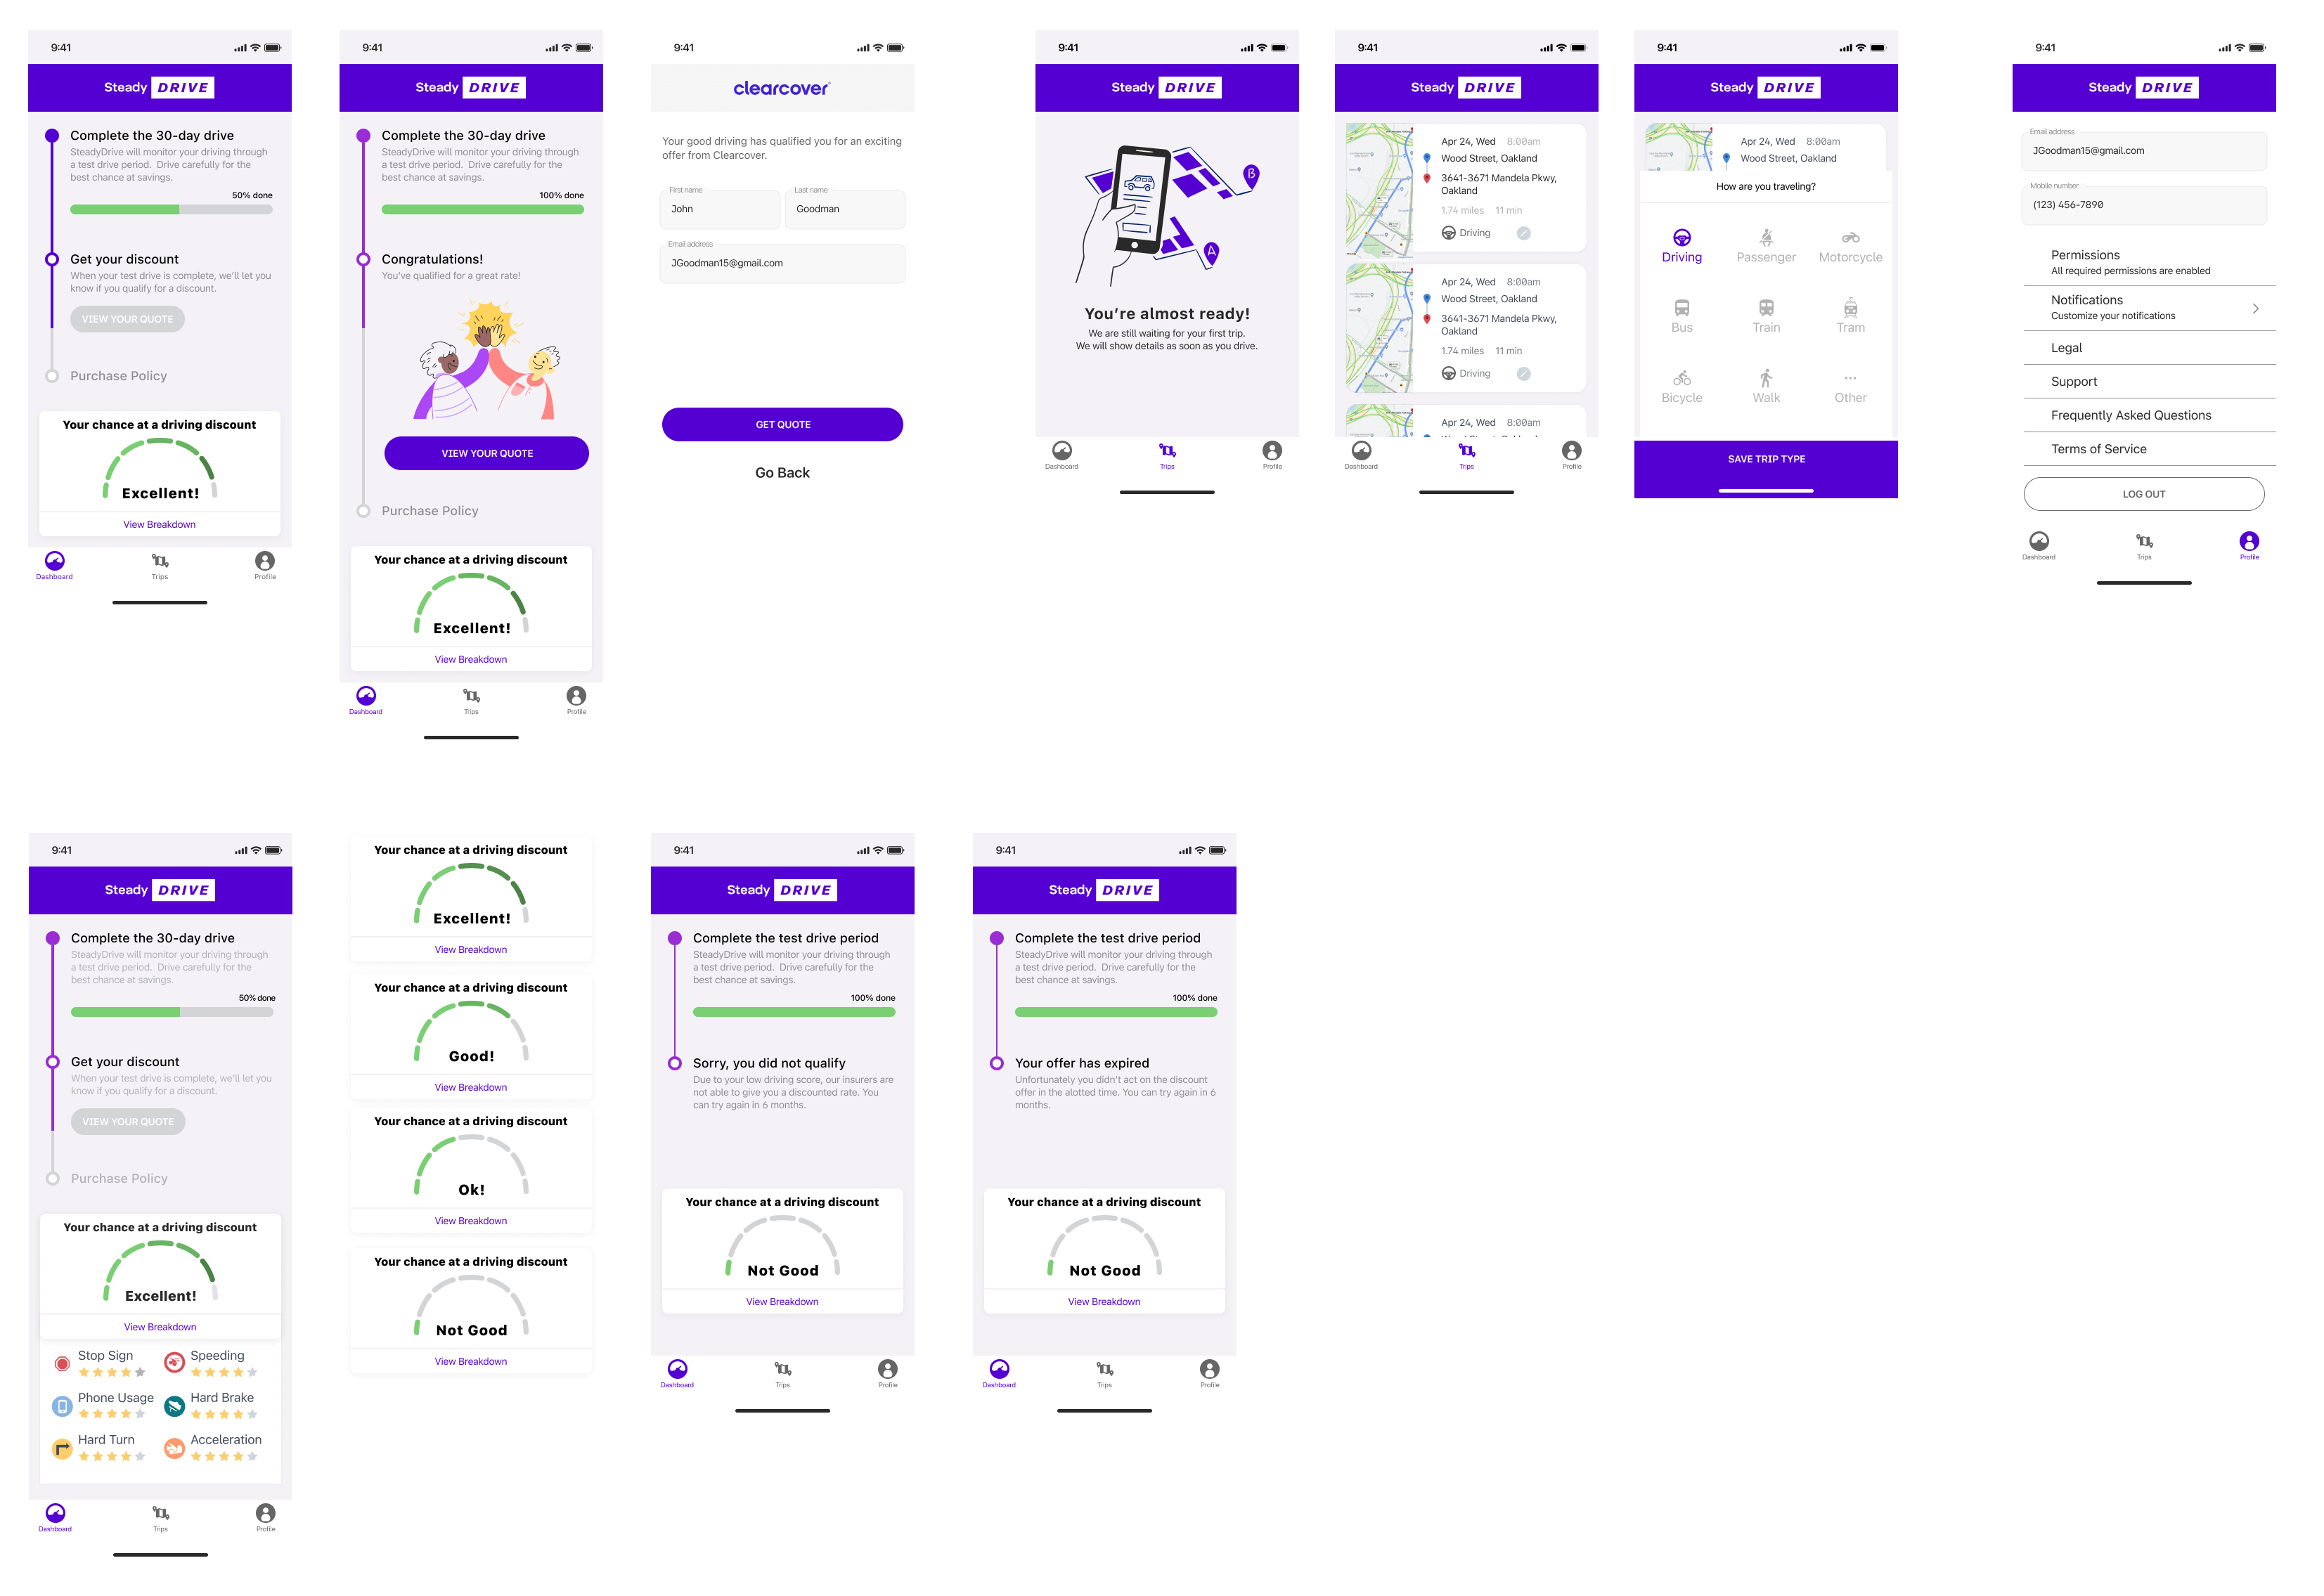 9:41
Steady DRIVE
Complete the 30-day drive
SteadyDrive will monitor your driving through
a test drive period. Drive carefully for the
best chance at savings.
50% done
Get your discount
When your test drive is complete, we'll let you
know if you qualify for a discount.
VIEW YOUR QUOTE
Purchase Policy
Your chance at a driving discount
Excellent!
View Breakdown
Dashboard
Trips
Profile
9:41
Steady DRIVE
Complete the 30-day drive
SteadyDrive will monitor your driving through
a test drive period. Drive carefully for the
best chance at savings.
100% done
Congratulations!
You've qualified for a great rate!
VIEW YOUR QUOTE
Purchase Policy
Your chance at a driving discount
Excellent!
View Breakdown
Dashboard
Trips
Profile
9:41
clearcover
Your good driving has qualified you for an exciting
offer from Clearcover.
First name
John
Last name
Goodman
Email address
JGoodman15@gmail.com
GET QUOTE
Go Back
9:41
Steady DRIVE
B
A
You're almost ready!
We are still waiting for your first trip.
We will show details as soon as you drive.
Dashboard
Trips
Profile
9:41
Steady DRIVE
Apr 24, Wed 8:00am
Wood Street, Oakland
3641-3671 Mandela Pkwy,
Oakland
1.74 miles 11 min
Driving
Apr 24, Wed 8:00am
Wood Street, Oakland
3641-3671 Mandela Pkwy,
Oakland
1.74 miles 11 min
Driving
Apr 24, Wed 8:00am
Wood Street, Oakland
Dashboard
Trips
Profile
9:41
Steady DRIVE
Apr 24, Wed 8:00am
Wood Street, Oakland
How are you traveling?
Driving
Passenger
Motorcycle
Bus
Train
Tram
Bicycle
Walk
Other
SAVE TRIP TYPE
9:41
Steady DRIVE
Email address
JGoodman15@gmail.com
Mobile number
(123) 456-7890
Permissions
All required permissions are enabled
Notifications
Customize your notifications
Legal
Support
Frequently Asked Questions
Terms of Service
LOG OUT
Dashboard
Trips
Profile
9:41
Steady DRIVE
Complete the 30-day drive
SteadyDrive will monitor your driving through
a test drive period. Drive carefully for the
best chance at savings.
50% done
Get your discount
When your test drive is complete, we'll let you
know if you qualify for a discount.
VIEW YOUR QUOTE
Purchase Policy
Your chance at a driving discount
Excellent!
View Breakdown
Stop Sign
Speeding
Phone Usage
Hard Brake
Hard Turn
Acceleration
Dashboard
Trips
Profile
Your chance at a driving discount
Excellent!
View Breakdown
Your chance at a driving discount
Good!
View Breakdown
Your chance at a driving discount
Ok!
View Breakdown
Your chance at a driving discount
Not Good
View Breakdown
9:41
Steady DRIVE
Complete the test drive period
SteadyDrive will monitor your driving through
a test drive period. Drive carefully for the
best chance at savings.
100% done
Sorry, you did not qualify
Due to your low driving score, our insurers are
not able to give you a discounted rate. You
can try again in 6 months.
Your chance at a driving discount
Not Good
View Breakdown
Dashboard
Trips
Profile
9:41
Steady DRIVE
Complete the test drive period
SteadyDrive will monitor your driving through
a test drive period. Drive carefully for the
best chance at savings.
100% done
Your offer has expired
Unfortunately you didn't act on the discount
offer in the alotted time. You can try again in 6
months.
Your chance at a driving discount
Not Good
View Breakdown
Dashboard
Trips
Profile